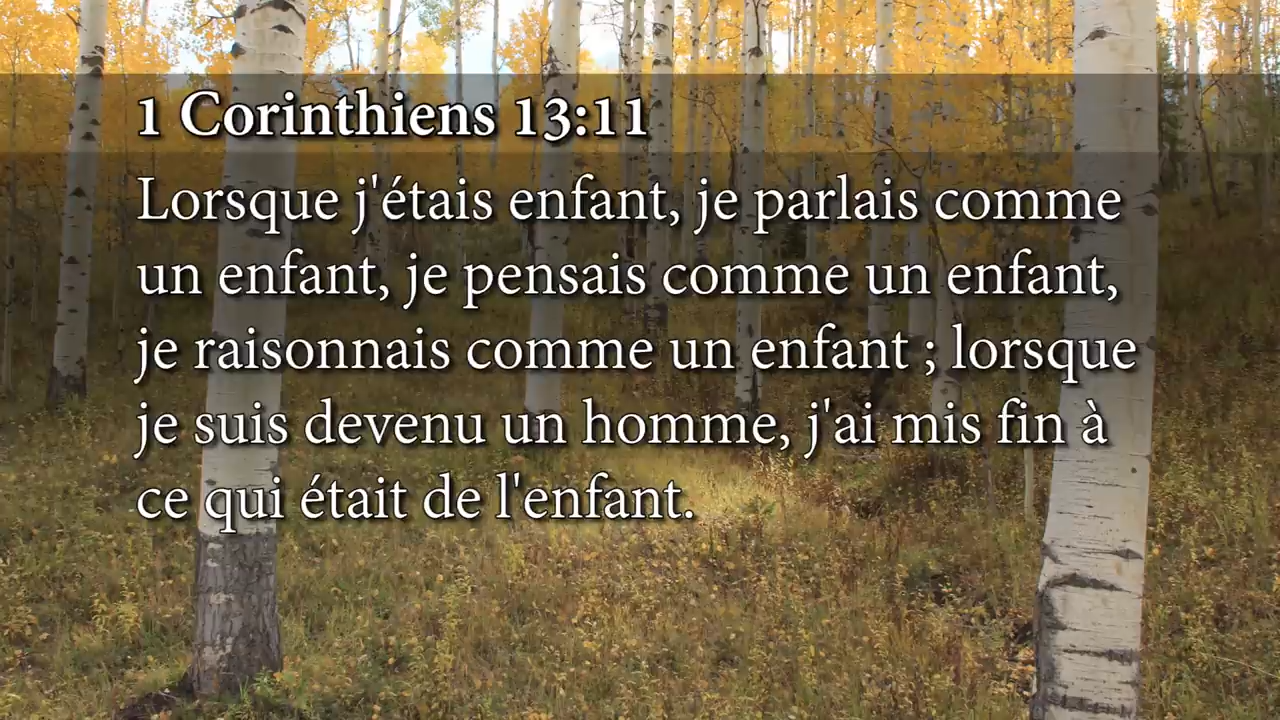 1 Corinthiens 13:11
Lorsque j'étais enfant, je parlais comme
un enfant, je pensais comme un enfant,
je raisonnais comme un enfant ; lorsque
je suis devenu un homme, j'ai mis fin à
ce qui était de l'enfant.